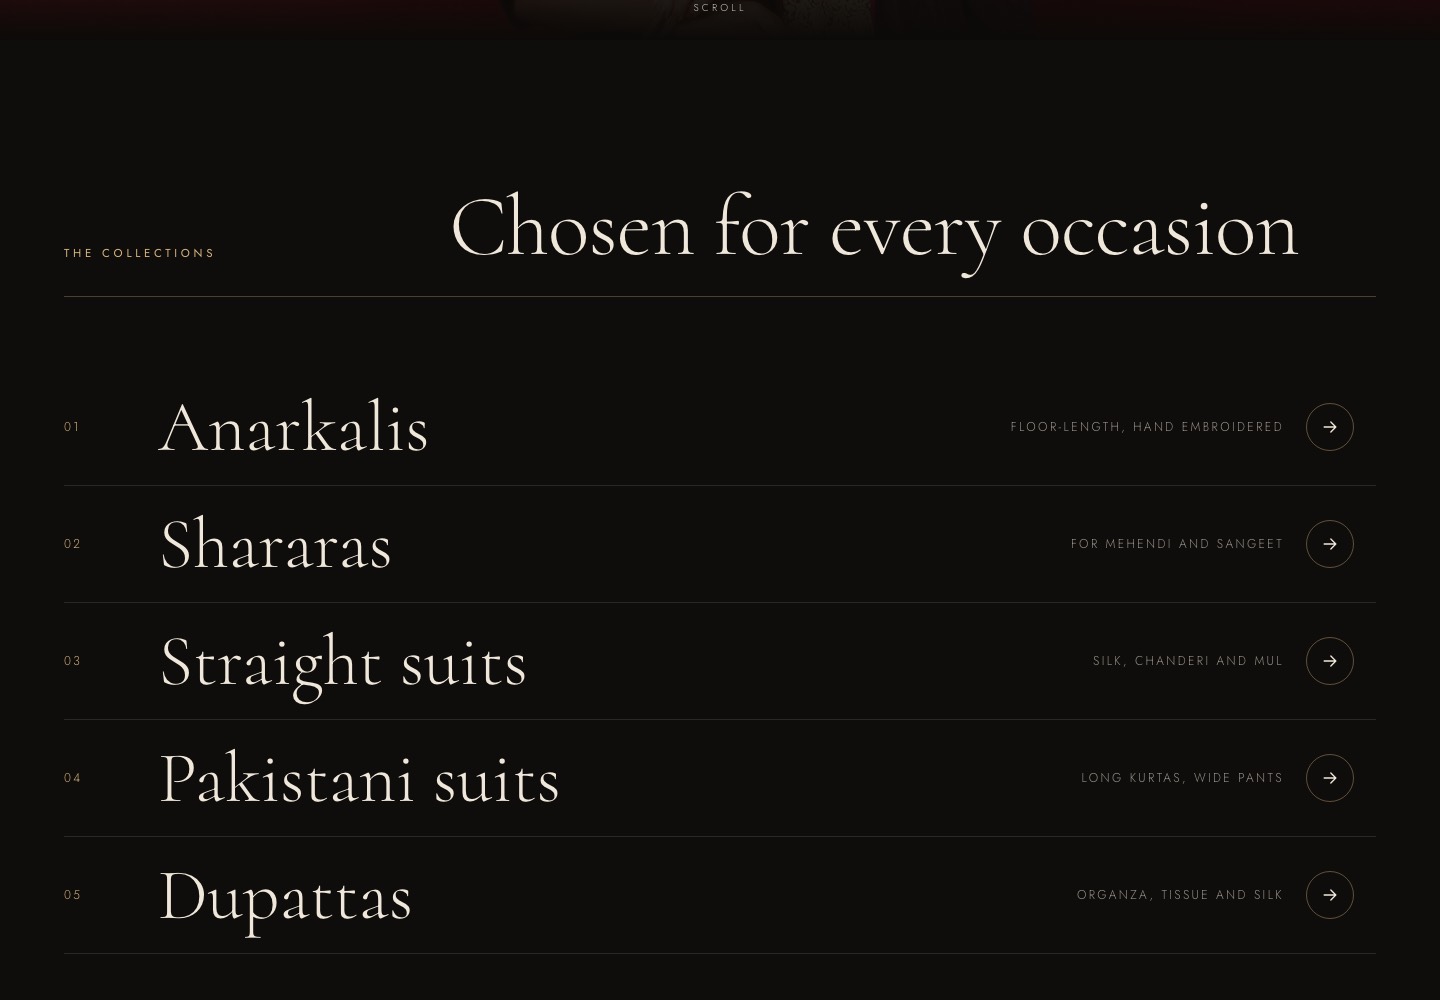 SCROLL
THE COLLECTIONS
Chosen for every occasion
01 Anarkalis FLOOR-LENGTH, HAND EMBROIDERED
02 Shararas FOR MEHENDI AND SANGEET
03 Straight suits SILK, CHANDERI AND MUL
04 Pakistani suits LONG KURTAS, WIDE PANTS
05 Dupattas ORGANZA, TISSUE AND SILK